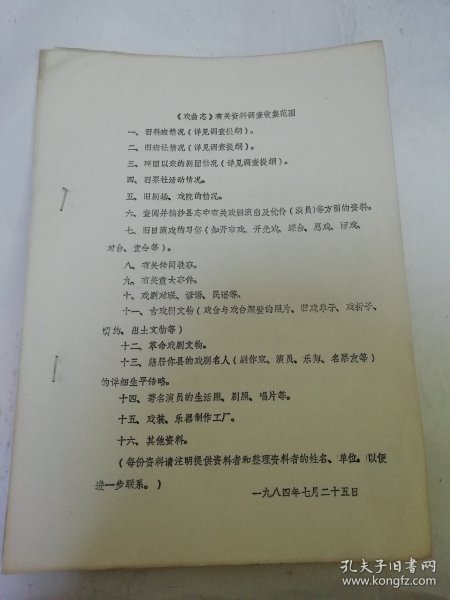 《戏曲志》有关资料调查收集范围
一、旧科班情况（详见调查提纲）。
二、旧班社情况（详见调查提纲）。
三、建国以来的剧团情况（详见调查提纲）。
四、旧票社活动情况。
五、旧剧场、戏院的情况。
六、查阅并摘抄县志中有关戏剧演出及优伶（演员）等方面的资料。
七、旧日演戏的习俗（如开市戏、开光戏、踩台、愿戏、
对台、堂会等）。
八、有关传闻轶事。
九、有关重大事件。
十、戏剧对联、谚语、民谣等。
十一、古戏剧文物（戏台与戏台题壁的照片、旧戏单子、戏折子、
契约、出土文物等）
十二、革命戏剧文物。
十三、籍居你县的戏剧名人（剧作家、演员、乐师、名票友等）
的详细生平传略。
十四、著名演员的生活照、剧照、唱片等。
十五、戏装、乐器制作工厂。
十六、其他资料。
（每份资料请注明提供资料者和整理资料者的姓名、单位。以便
进一步联系。）
一九八四年七月二十五日
孔夫子旧书网
www.kongfz.com